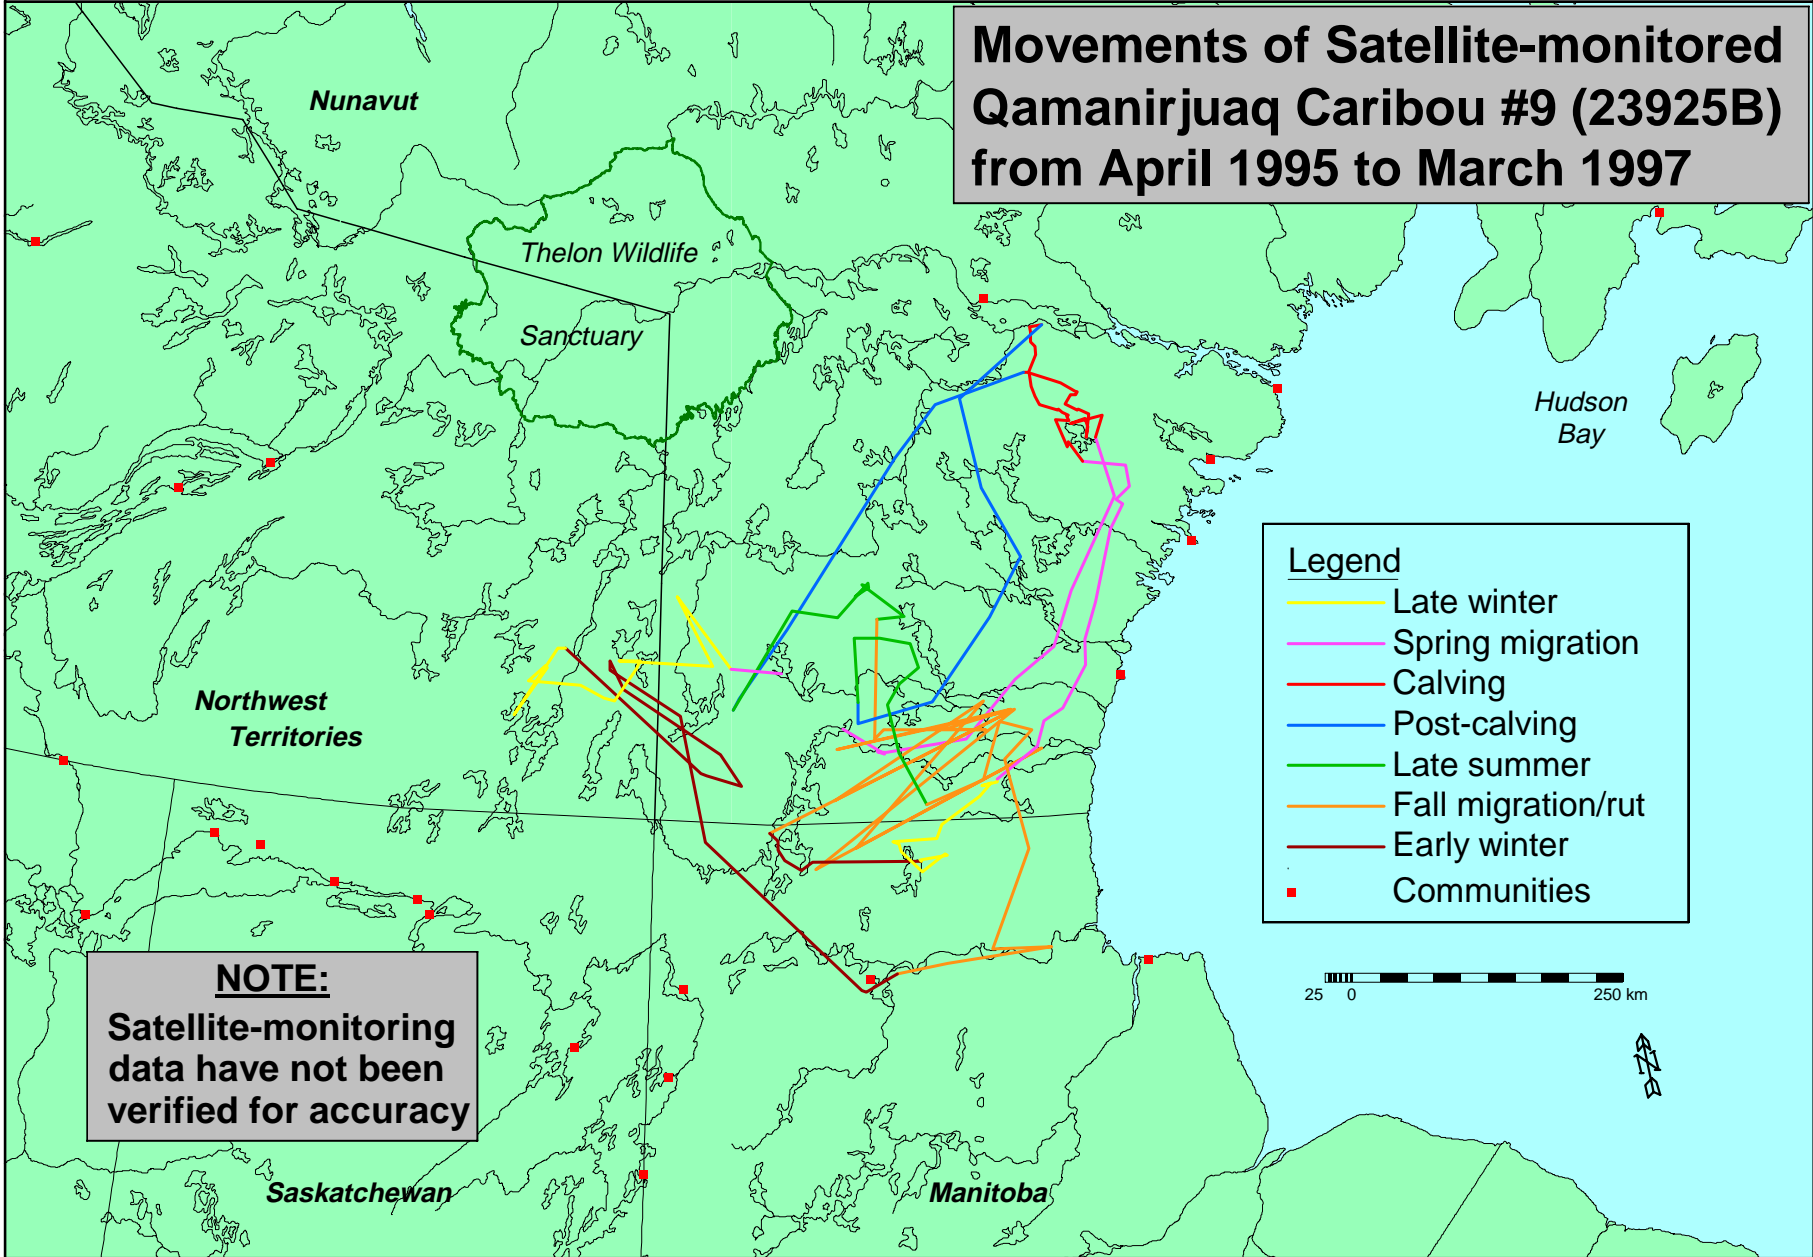 Movements of Satellite-monitored
Qamanirjuaq Caribou #9 (23925B)
from April 1995 to March 1997
Nunavut
Thelon Wildlife
Sanctuary
Hudson
Bay
Northwest
Territories
Legend
Late winter
Spring migration
Calving
Post-calving
Late summer
Fall migration/rut
Early winter
Communities
25 0 250 km
N
NOTE:
Satellite-monitoring
data have not been
verified for accuracy
Saskatchewan
Manitoba